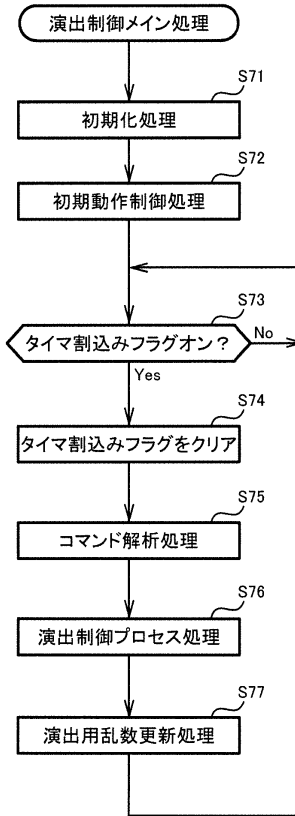 演出制御メイン処理
S71
初期化処理
S72
初期動作制御処理
S73
タイマ割込みフラグオン？
No
Yes
S74
タイマ割込みフラグをクリア
S75
コマンド解析処理
S76
演出制御プロセス処理
S77
演出用乱数更新処理